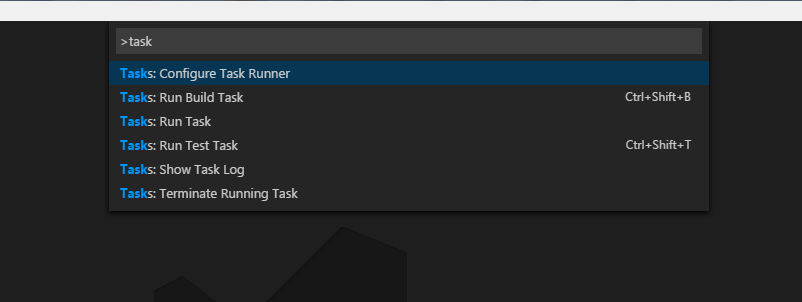 >task
Tasks: Configure Task Runner
Tasks: Run Build Task Ctrl+Shift+B
Tasks: Run Task
Tasks: Run Test Task Ctrl+Shift+T
Tasks: Show Task Log
Tasks: Terminate Running Task